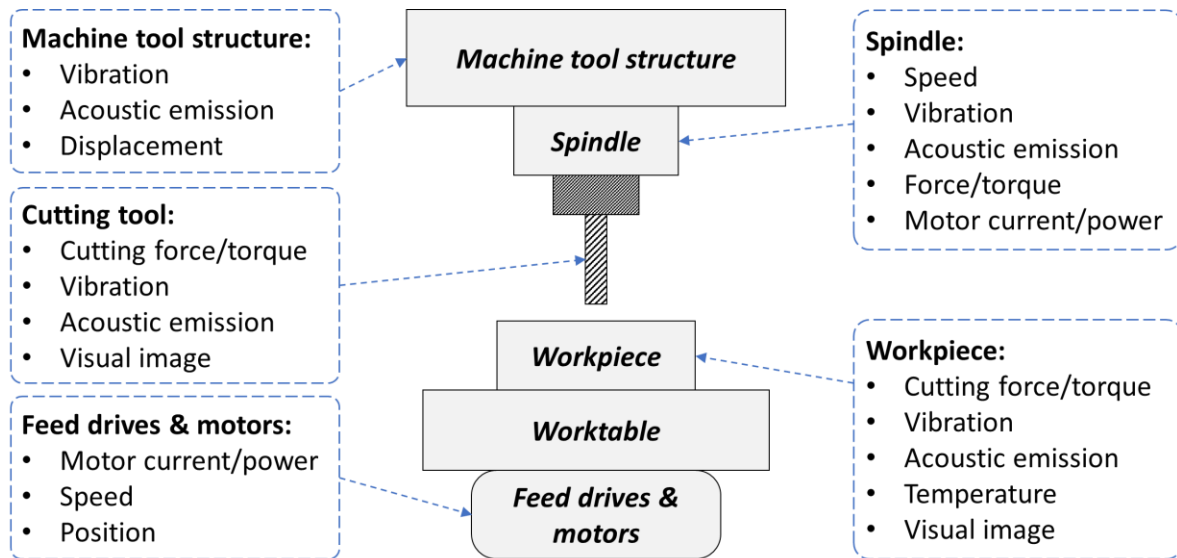 Machine tool structure:
• Vibration
• Acoustic emission
• Displacement
Cutting tool:
• Cutting force/torque
• Vibration
• Acoustic emission
• Visual image
Feed drives & motors:
• Motor current/power
• Speed
• Position
Machine tool structure
Spindle
Workpiece
Worktable
Feed drives &
motors
Spindle:
• Speed
• Vibration
• Acoustic emission
• Force/torque
• Motor current/power
Workpiece:
• Cutting force/torque
• Vibration
• Acoustic emission
• Temperature
• Visual image